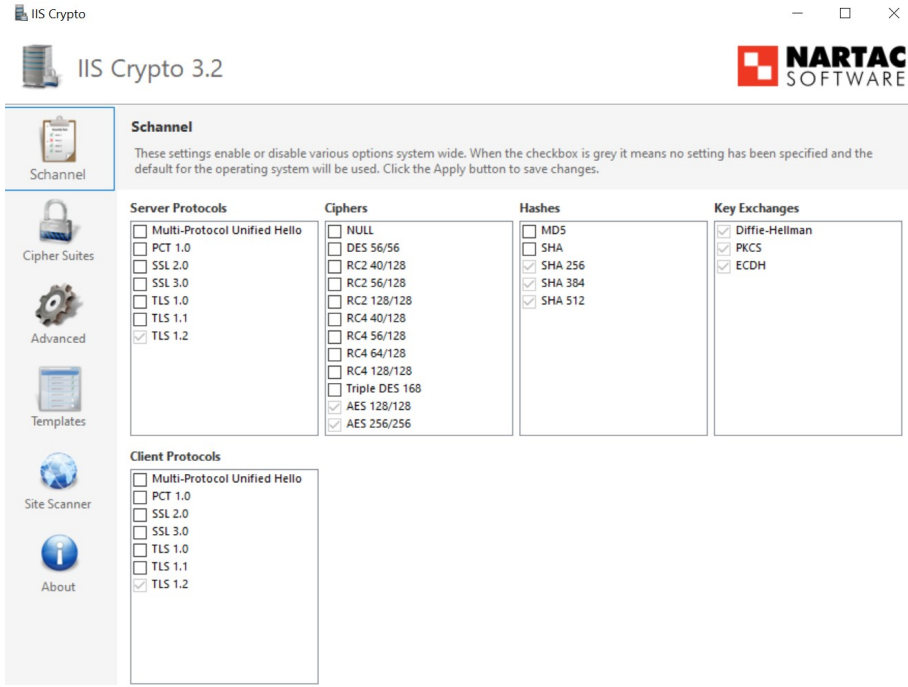 IIS Crypto
IIS Crypto 3.2
NARTAC
SOFTWARE
Schannel
Cipher Suites
Advanced
Templates
Site Scanner
About
Schannel
These settings enable or disable various options system wide. When the checkbox is grey it means no setting has been specified and the
default for the operating system will be used. Click the Apply button to save changes.
Server Protocols
Multi-Protocol Unified Hello
PCT 1.0
SSL 2.0
SSL 3.0
TLS 1.0
TLS 1.1
TLS 1.2
Ciphers
NULL
DES 56/56
RC2 40/128
RC2 56/128
RC2 128/128
RC4 40/128
RC4 56/128
RC4 64/128
RC4 128/128
Triple DES 168
AES 128/128
AES 256/256
Hashes
MD5
SHA
SHA 256
SHA 384
SHA 512
Key Exchanges
Diffie-Hellman
PKCS
ECDH
Client Protocols
Multi-Protocol Unified Hello
PCT 1.0
SSL 2.0
SSL 3.0
TLS 1.0
TLS 1.1
TLS 1.2